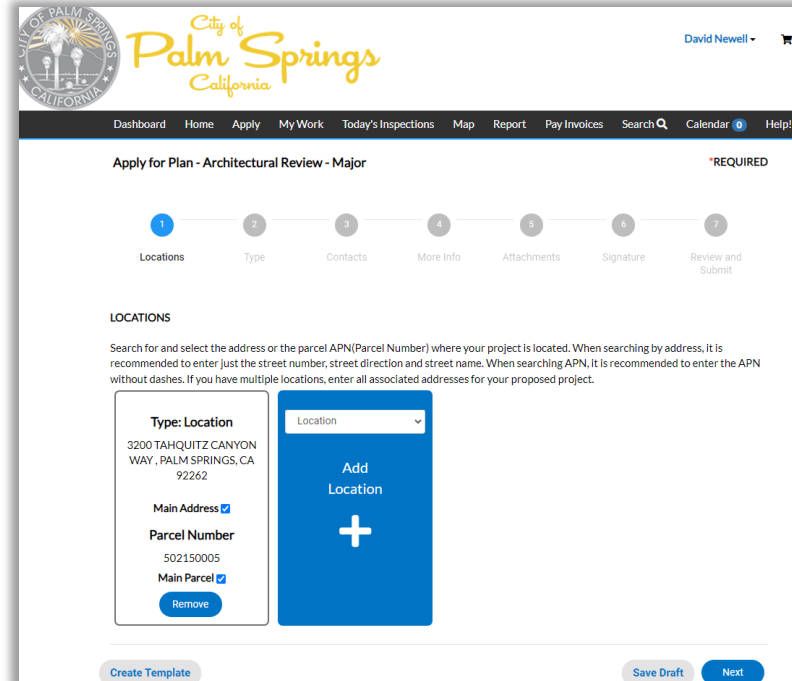 CITY OF PALM SPRINGS
CALIFORNIA
City of
Palm Springs
California
David Newell
Dashboard Home Apply My Work Today's Inspections Map Report Pay Invoices Search Calendar 0 Help!
Apply for Plan - Architectural Review - Major *REQUIRED
1 2 3 4 5 6 7
Locations Type Contacts More Info Attachments Signature Review and
Submit
LOCATIONS
Search for and select the address or the parcel APN(Parcel Number) where your project is located. When searching by address, it is
recommended to enter just the street number, street direction and street name. When searching APN, it is recommended to enter the APN
without dashes. If you have multiple locations, enter all associated addresses for your proposed project.
Type: Location
3200 TAHQUITZ CANYON
WAY , PALM SPRINGS, CA
92262
Main Address
Parcel Number
502150005
Main Parcel
Remove
Location
Add
Location
Create Template Save Draft Next